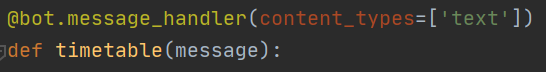 @bot.message_handler(content_types=['text'])
def timetable(message):